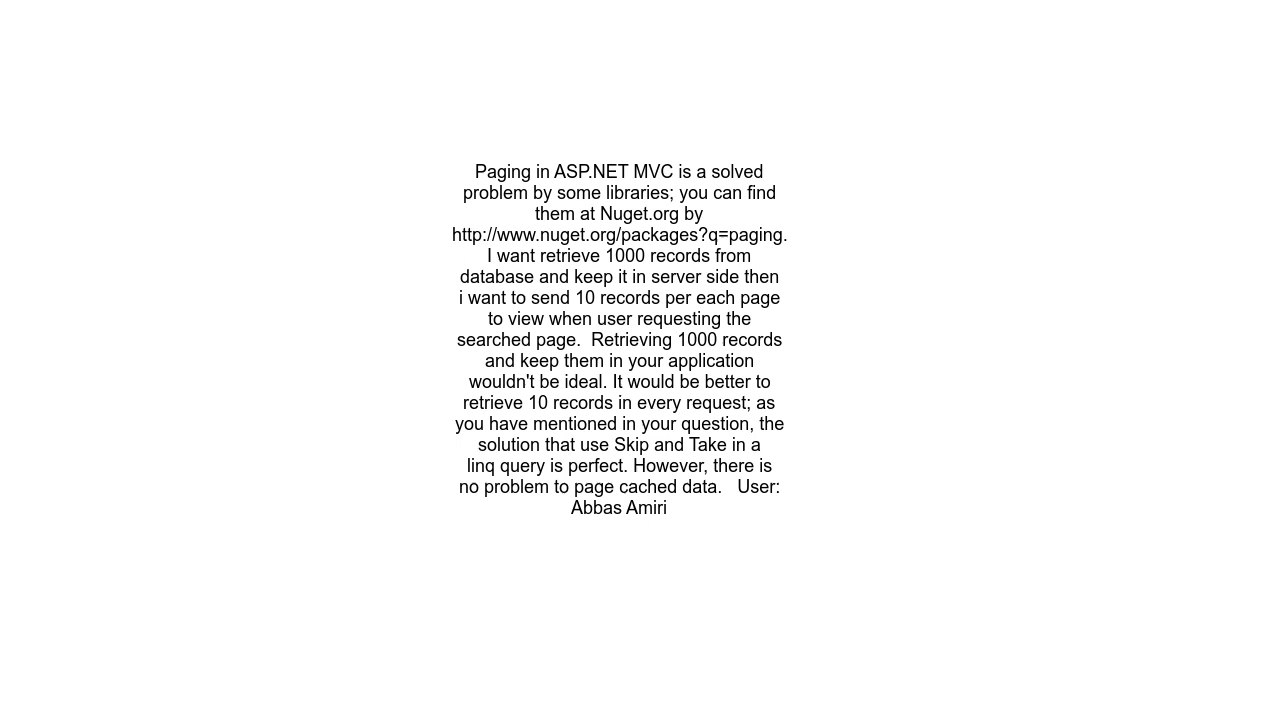 Paging in ASP.NET MVC is a solved
problem by some libraries; you can find
them at Nuget.org by
http://www.nuget.org/packages?q=paging.
I want retrieve 1000 records from
database and keep it in server side then
i want to send 10 records per each page
to view when user requesting the
searched page.  Retrieving 1000 records
and keep them in your application
wouldn't be ideal. It would be better to
retrieve 10 records in every request; as
you have mentioned in your question, the
solution that use Skip and Take in a
linq query is perfect. However, there is
no problem to page cached data.   User:
Abbas Amiri